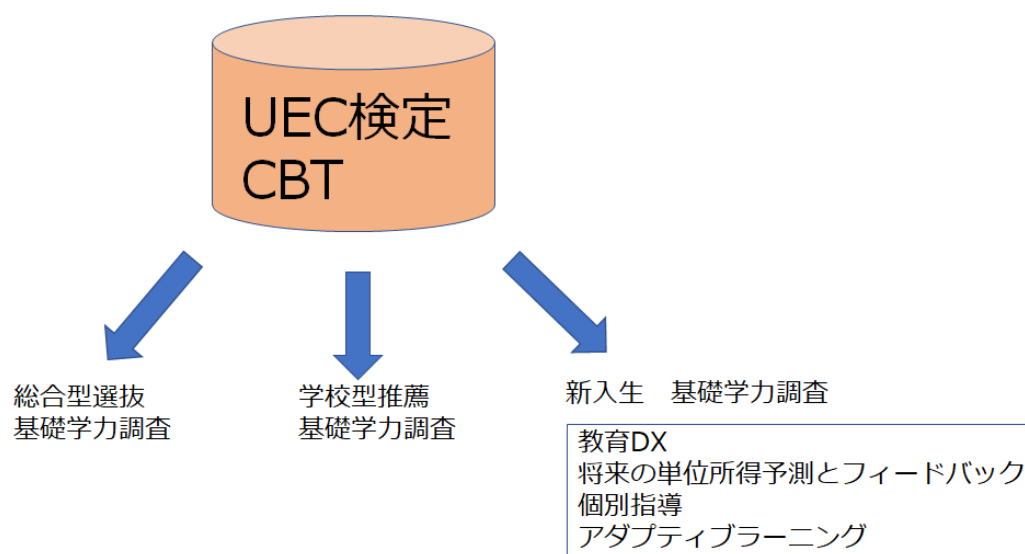 UEC検定
CBT
総合型選抜
基礎学力調査
学校型推薦
基礎学力調査
新入生　基礎学力調査
教育DX
将来の単位所得予測とフィードバック
個別指導
アダプティブラーニング